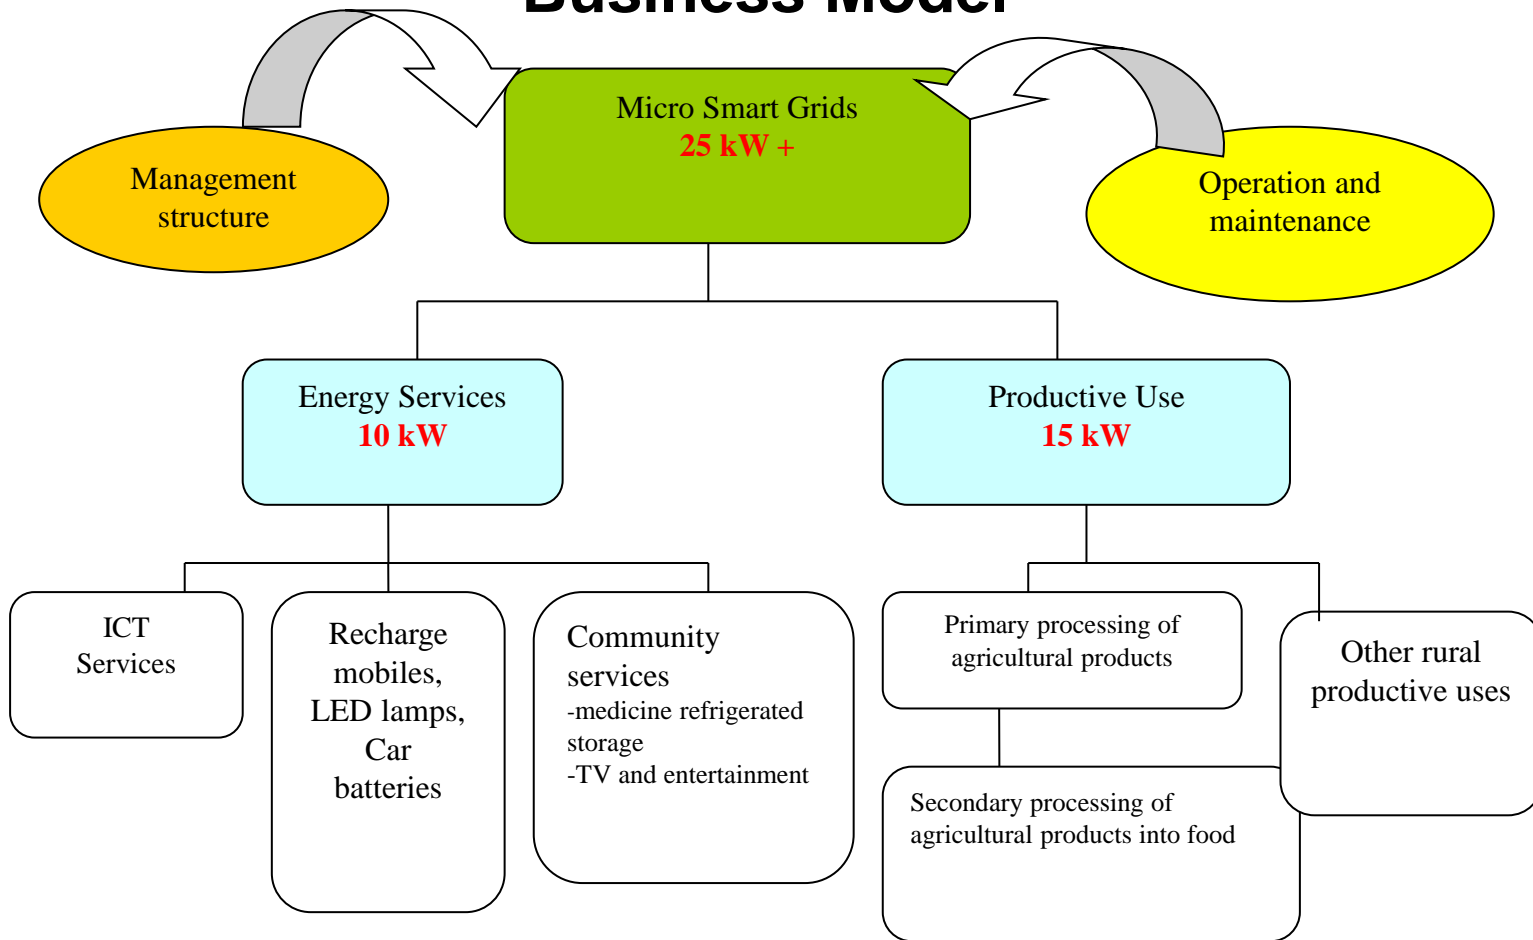 Business Model
Micro Smart Grids
25 kW +
Management
structure
Operation and
maintenance
Energy Services
10 kW
Productive Use
15 kW
ICT
Services
Recharge
mobiles,
LED lamps,
Car
batteries
Community
services
-medicine refrigerated
storage
-TV and entertainment
Primary processing of
agricultural products
Other rural
productive uses
Secondary processing of
agricultural products into food